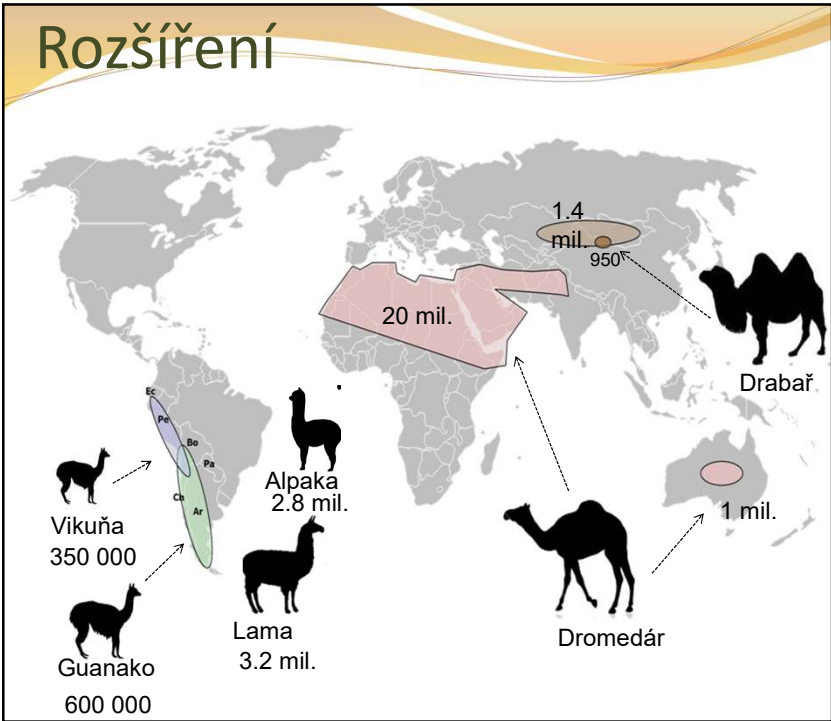 Rozšíření
1.4
mil.
950
20 mil.
Drabař
Ec
Pe
Bo
Pa
Ch
Ar
Alpaka
2.8 mil.
1 mil.
Vikuňa
350 000
Lama
3.2 mil.
Dromedár
Guanako
600 000